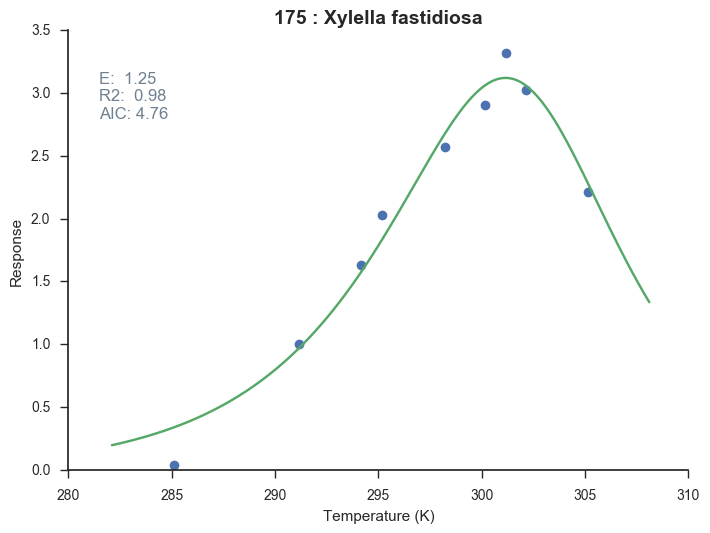 175 : Xylella fastidiosa
E:  1.25
R2:  0.98
AIC: 4.76
3.5
3.0
2.5
2.0
1.5
1.0
0.5
0.0
Response
280
285
290
295
300
305
310
Temperature (K)